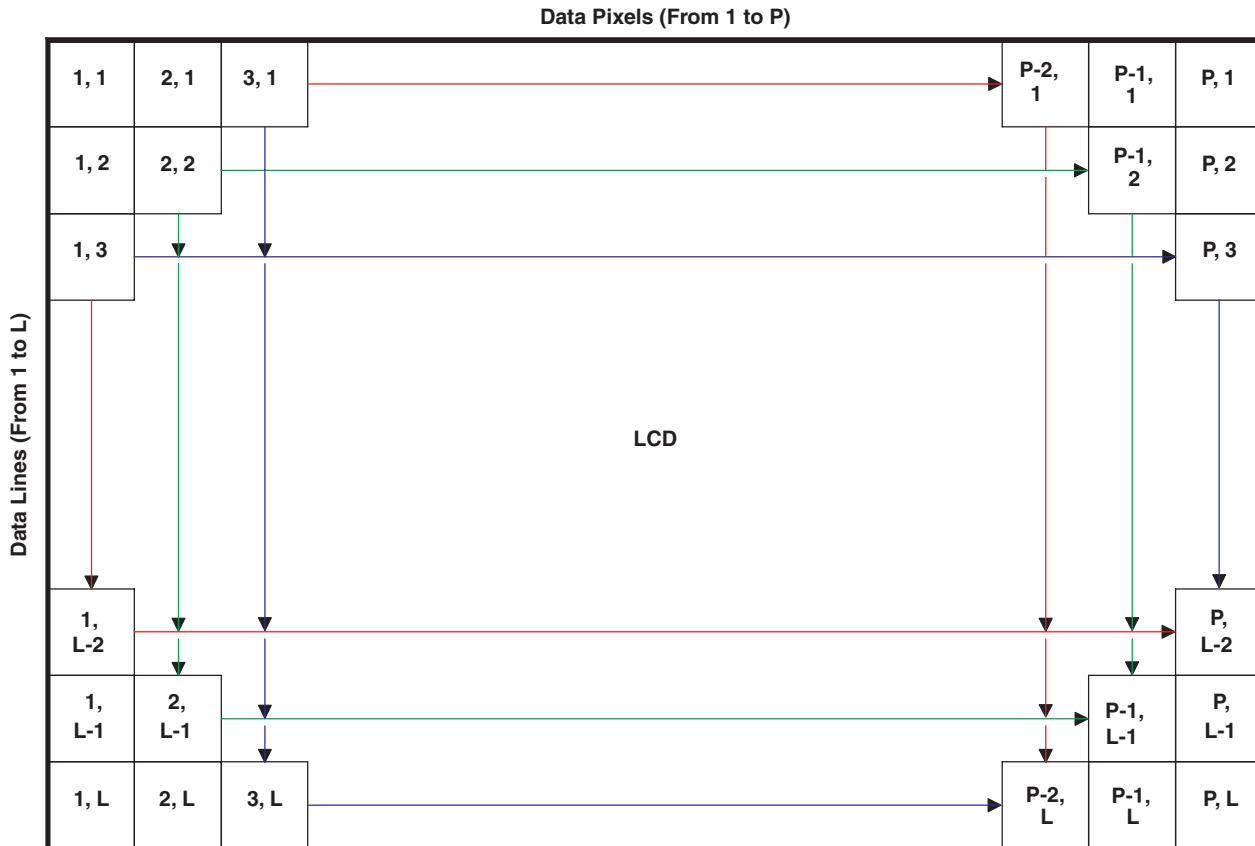 Data Pixels (From 1 to P)
1, 1
2, 1
3, 1
P-2,
1
P-1,
1
P, 1
1, 2
2, 2
P-1,
2
P, 2
1, 3
P, 3
Data Lines (From 1 to L)
LCD
1,
L-2
P,
L-2
1,
L-1
2,
L-1
P-1,
L-1
P,
L-1
1, L
2, L
3, L
P-2,
L
P-1,
L
P, L